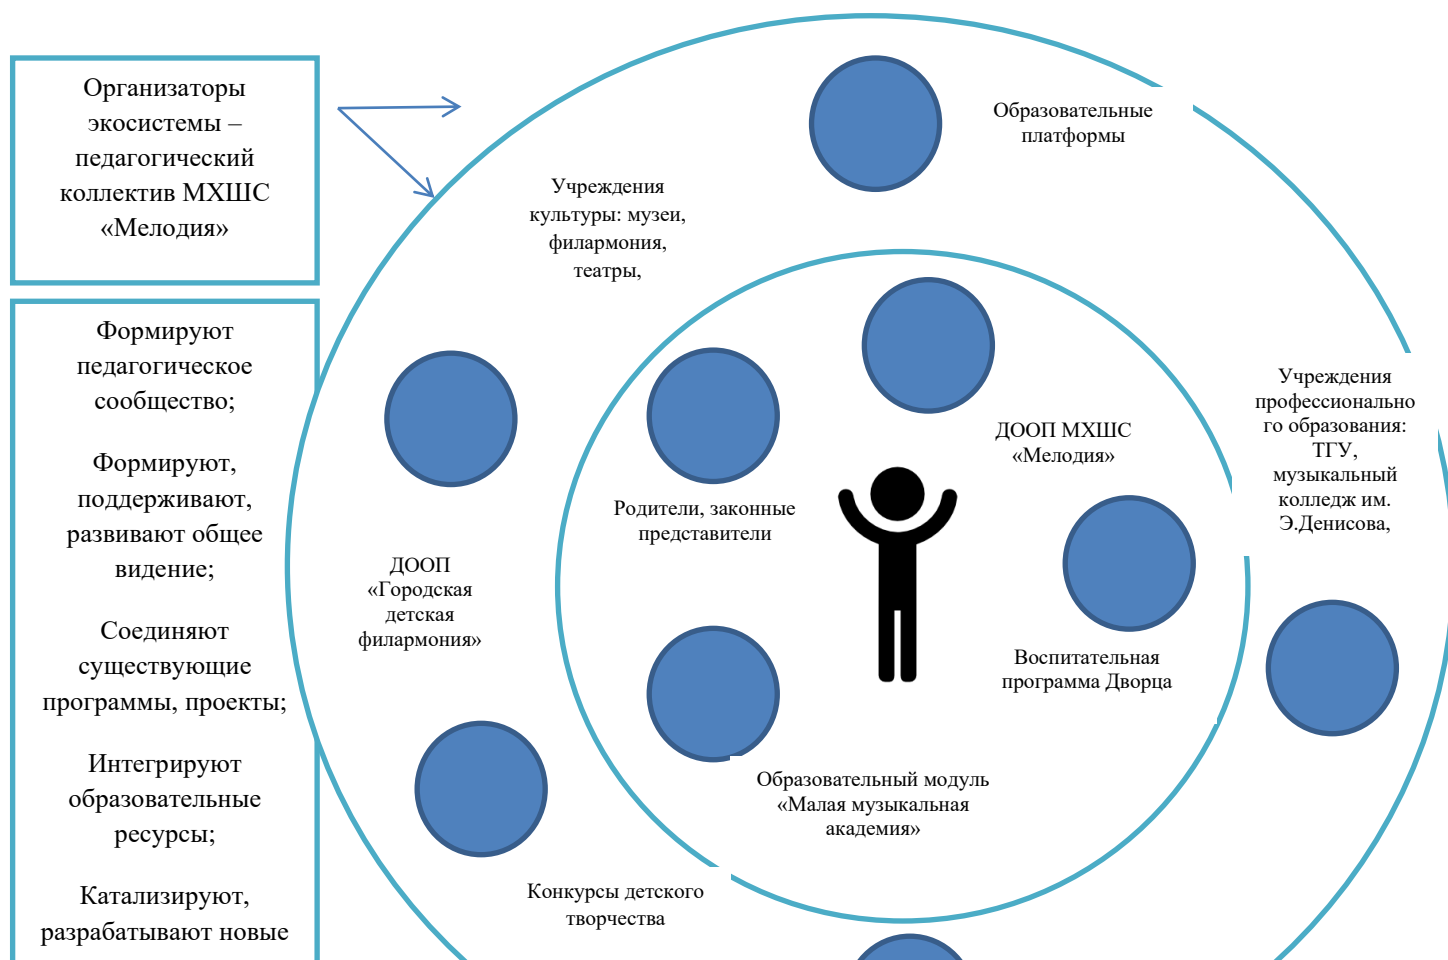 Организаторы
экосистемы –
педагогический
коллектив МХШС
«Мелодия»
Формируют
педагогическое
сообщество;
Формируют,
поддерживают,
развивают общее
видение;
Соединяют
существующие
программы, проекты;
Интегрируют
образовательные
ресурсы;
Катализируют,
разрабатывают новые
Образовательные
платформы
Учреждения
культуры: музеи,
филармония,
театры,
Учреждения
профессионально
го образования:
ТГУ,
музыкальный
колледж им.
Э.Денисова,
ДООП МХШС
«Мелодия»
Родители, законные
представители
ДООП
«Городская
детская
филармония»
Воспитательная
программа Дворца
Образовательный модуль
«Малая музыкальная
академия»
Конкурсы детского
творчества